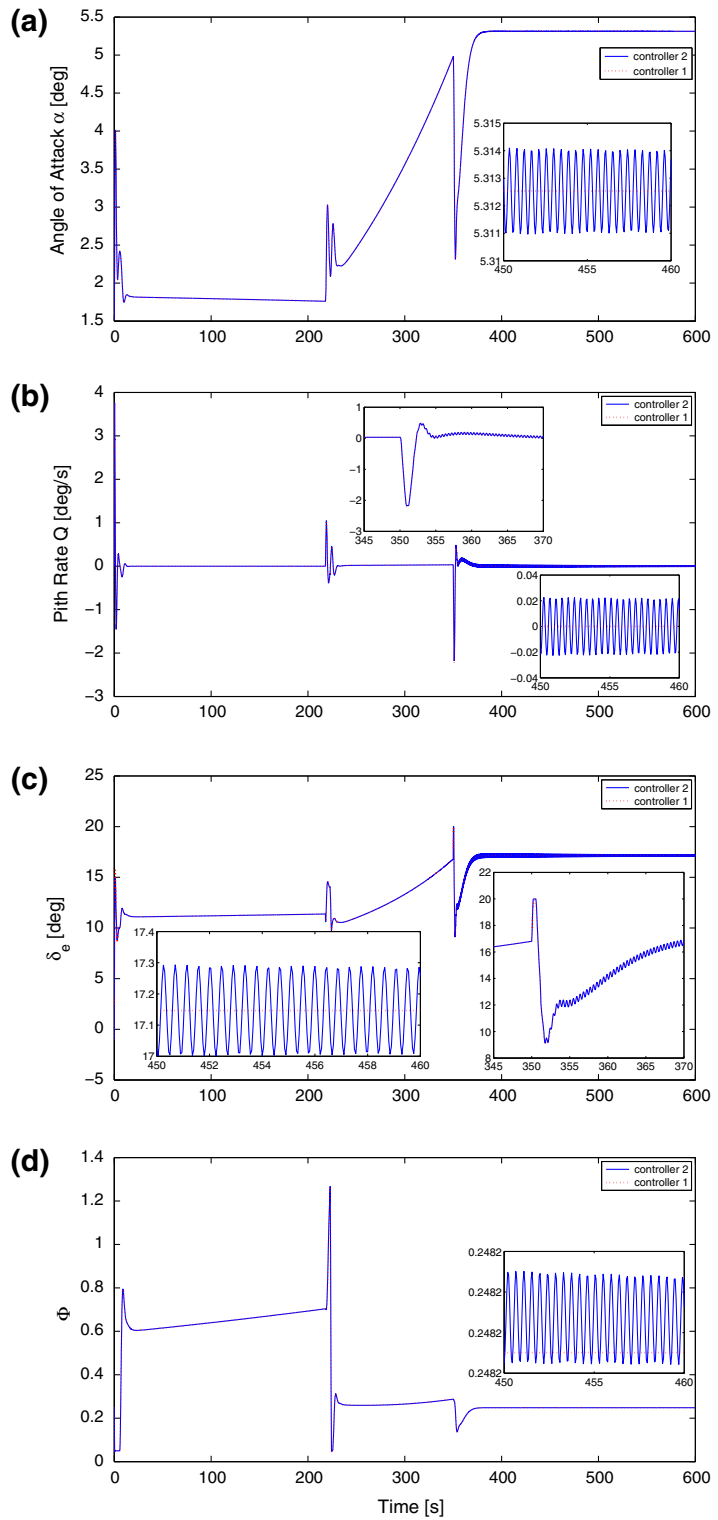 (a)
Angle of Attack α [deg]
5.5
5
4.5
4
3.5
3
2.5
2
1.5
0 100 200 300 400 500 600
controller 2
controller 1
5.315
5.314
5.313
5.312
5.311
5.31
450 455 460
(b)
Pith Rate Q [deg/s]
4
3
2
1
0
−1
−2
−3
0 100 200 300 400 500 600
controller 2
controller 1
1
0
−1
−2
−3
345 350 355 360 365 370
0.04
0.02
0
−0.02
−0.04
450 455 460
(c)
δe [deg]
25
20
15
10
5
0
−5
0 100 200 300 400 500 600
controller 2
controller 1
17.4
17.3
17.2
17.1
17
450 452 454 456 458 460
22
20
18
16
14
12
10
8
345 350 355 360 365 370
(d)
Φ
1.4
1.2
1
0.8
0.6
0.4
0.2
0
0 100 200 300 400 500 600
controller 2
controller 1
0.2482
0.2482
0.2482
0.2482
450 455 460
Time [s]